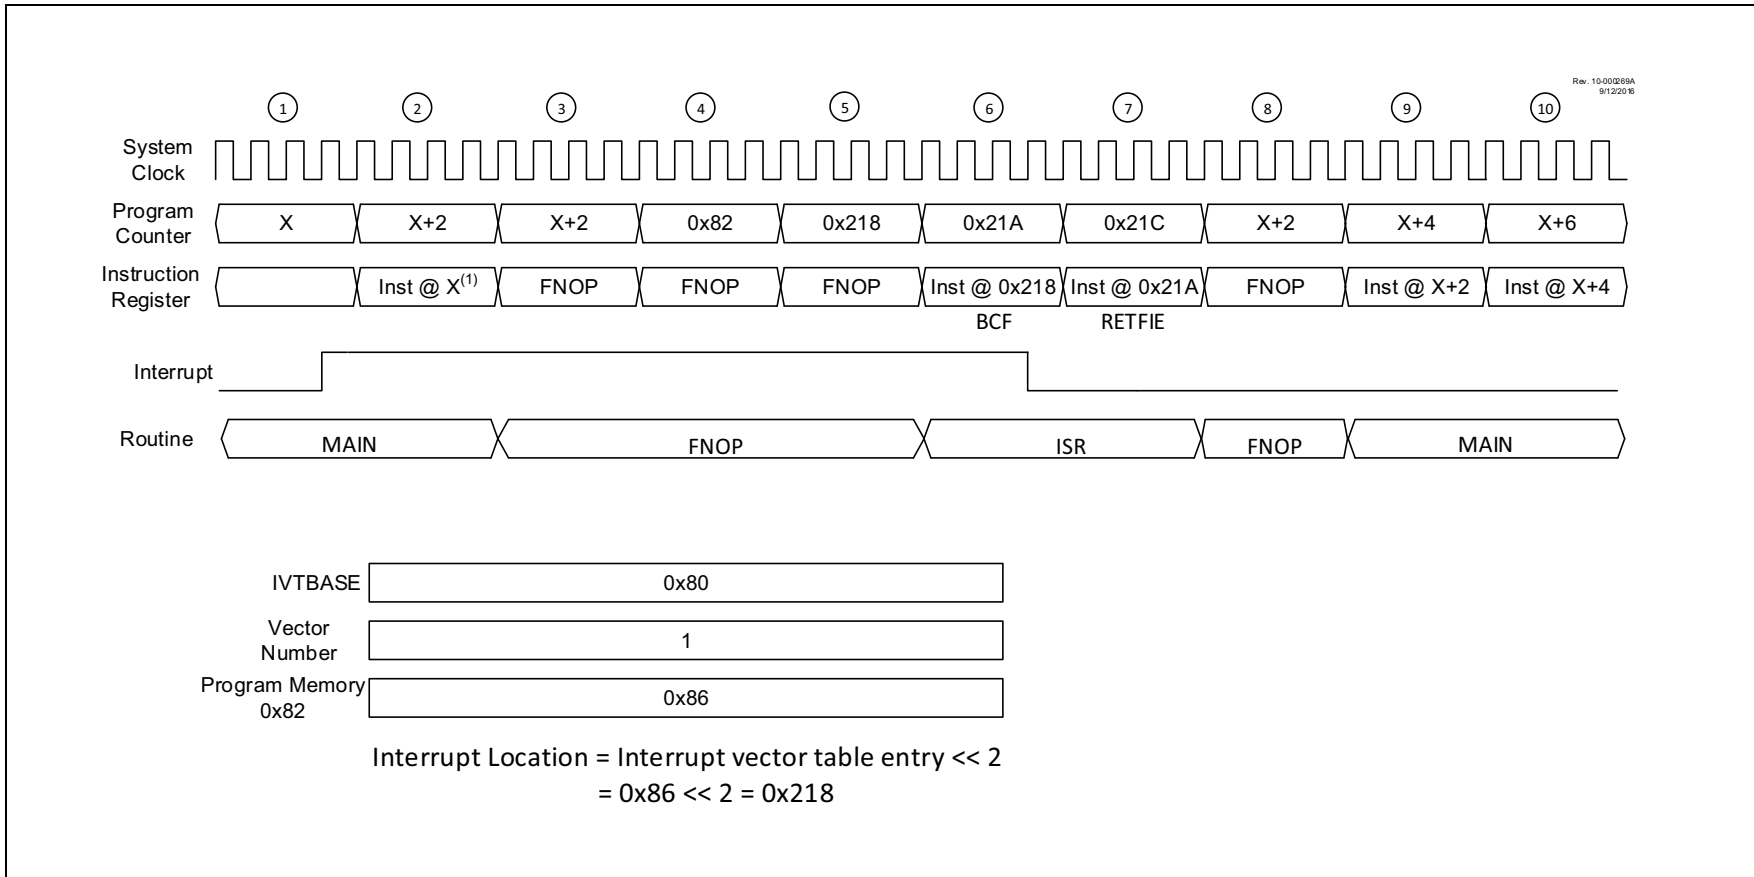 Rev. 10-000269A
9/12/2016
1 2 3 4 5 6 7 8 9 10
System
Clock
Program
Counter
X X+2 X+2 0x82 0x218 0x21A 0x21C X+2 X+4 X+6
Instruction
Register
Inst @ X(1) FNOP FNOP FNOP Inst @ 0x218 Inst @ 0x21A FNOP Inst @ X+2 Inst @ X+4
BCF RETFIE
Interrupt
Routine MAIN FNOP ISR FNOP MAIN
IVTBASE 0x80
Vector
Number
1
Program Memory
0x82
0x86
Interrupt Location = Interrupt vector table entry << 2
= 0x86 << 2 = 0x218